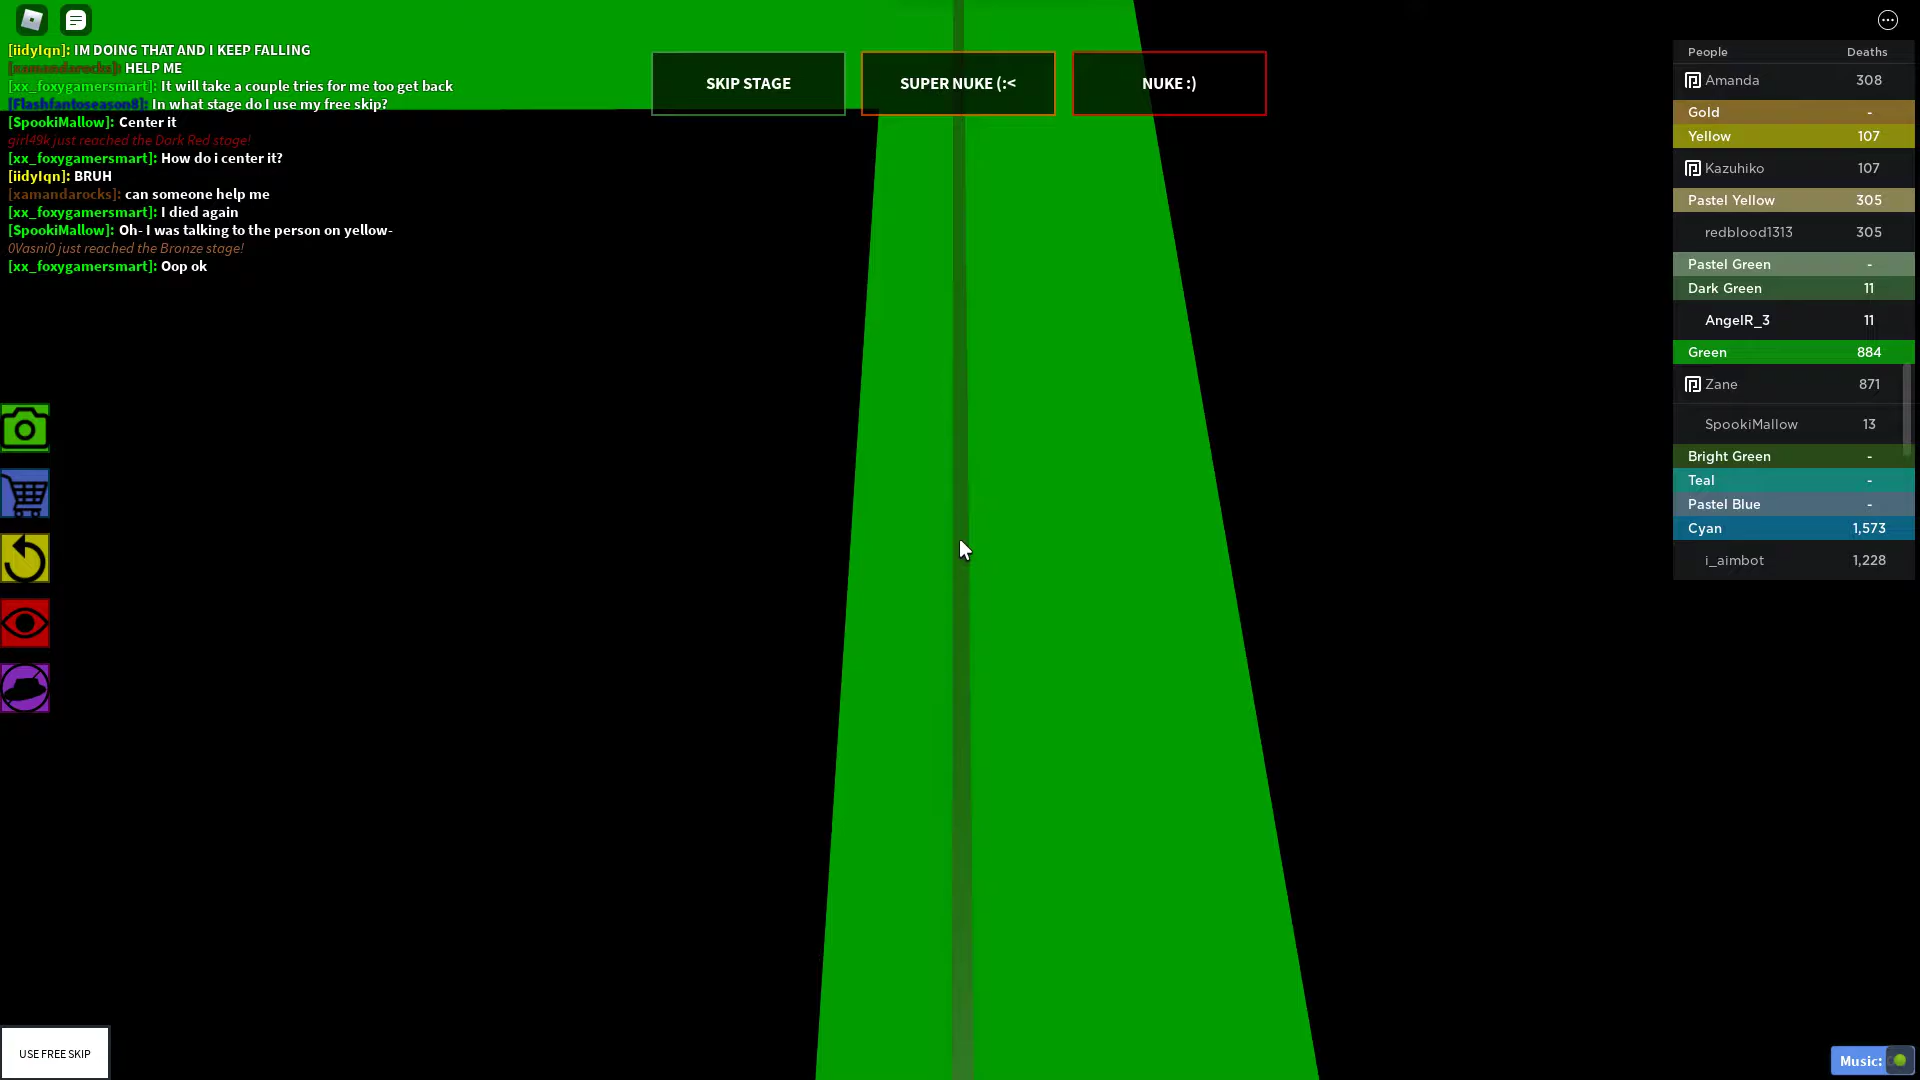 [iidyIqn]: IM DOING THAT AND I KEEP FALLING
[xamandarocks]: HELP ME
[xx_foxygamersmart]: It will take a couple tries for me too get back
[Flashfantoseason8]: In what stage do I use my free skip?
[SpookiMallow]: Center it
girl49k just reached the Dark Red stage!
[xx_foxygamersmart]: How do i center it?
[iidyIqn]: BRUH
[xamandarocks]: can someone help me
[xx_foxygamersmart]: I died again
[SpookiMallow]: Oh- I was talking to the person on yellow-
0Vasni0 just reached the Bronze stage!
[xx_foxygamersmart]: Oop ok
SKIP STAGE
SUPER NUKE (:<
NUKE :)
People Deaths
Amanda 308
Gold -
Yellow 107
Kazuhiko 107
Pastel Yellow 305
redblood1313 305
Pastel Green -
Dark Green 11
AngelR_3 11
Green 884
Zane 871
SpookiMallow 13
Bright Green -
Teal -
Pastel Blue -
Cyan 1,573
i_aimbot 1,228
USE FREE SKIP
Music: